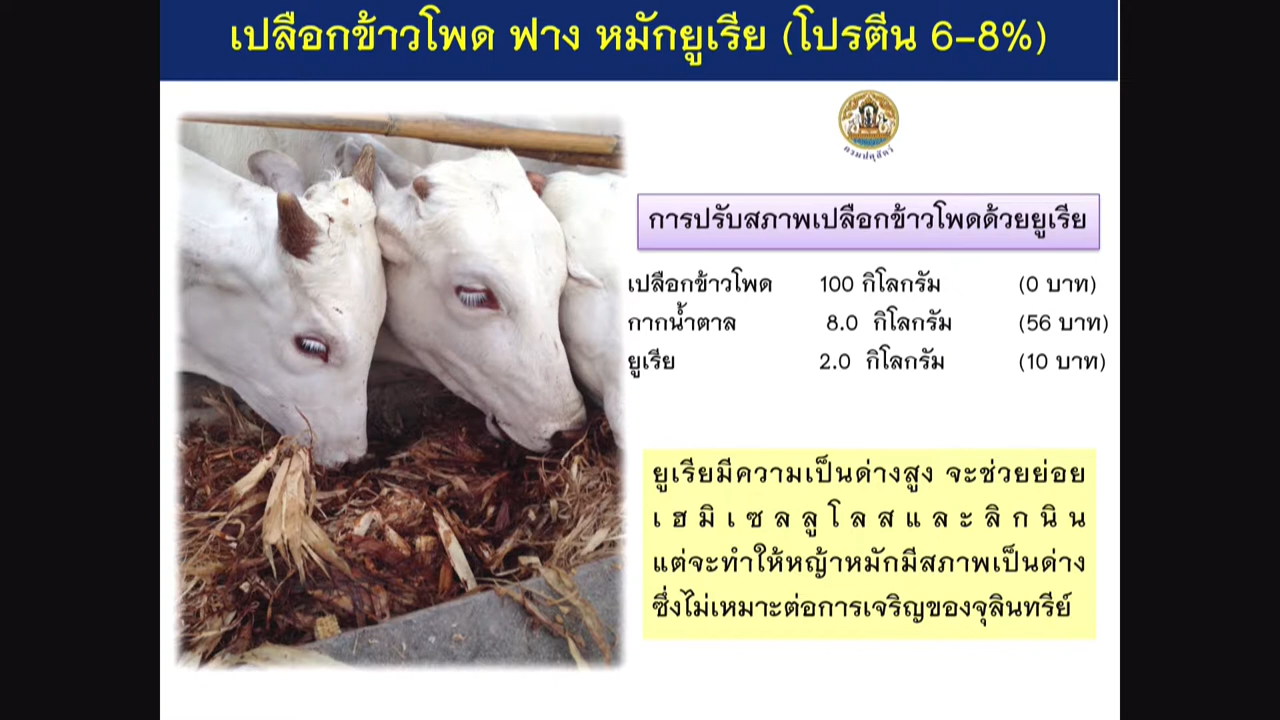 เปลือกข้าวโพด ฟาง หมักยูเรีย (โปรตีน 6-8%)
กรมปศุสัตว์
การปรับสภาพเปลือกข้าวโพดด้วยยูเรีย
เปลือกข้าวโพด 100 กิโลกรัม (0 บาท)
กากน้ำตาล 8.0 กิโลกรัม (56 บาท)
ยูเรีย 2.0 กิโลกรัม (10 บาท)
ยูเรียมีความเป็นด่างสูง จะช่วยย่อย
เฮมิเซลลูโลสและลิกนิน
แต่จะทำให้หญ้าหมักมีสภาพเป็นด่าง
ซึ่งไม่เหมาะต่อการเจริญของจุลินทรีย์